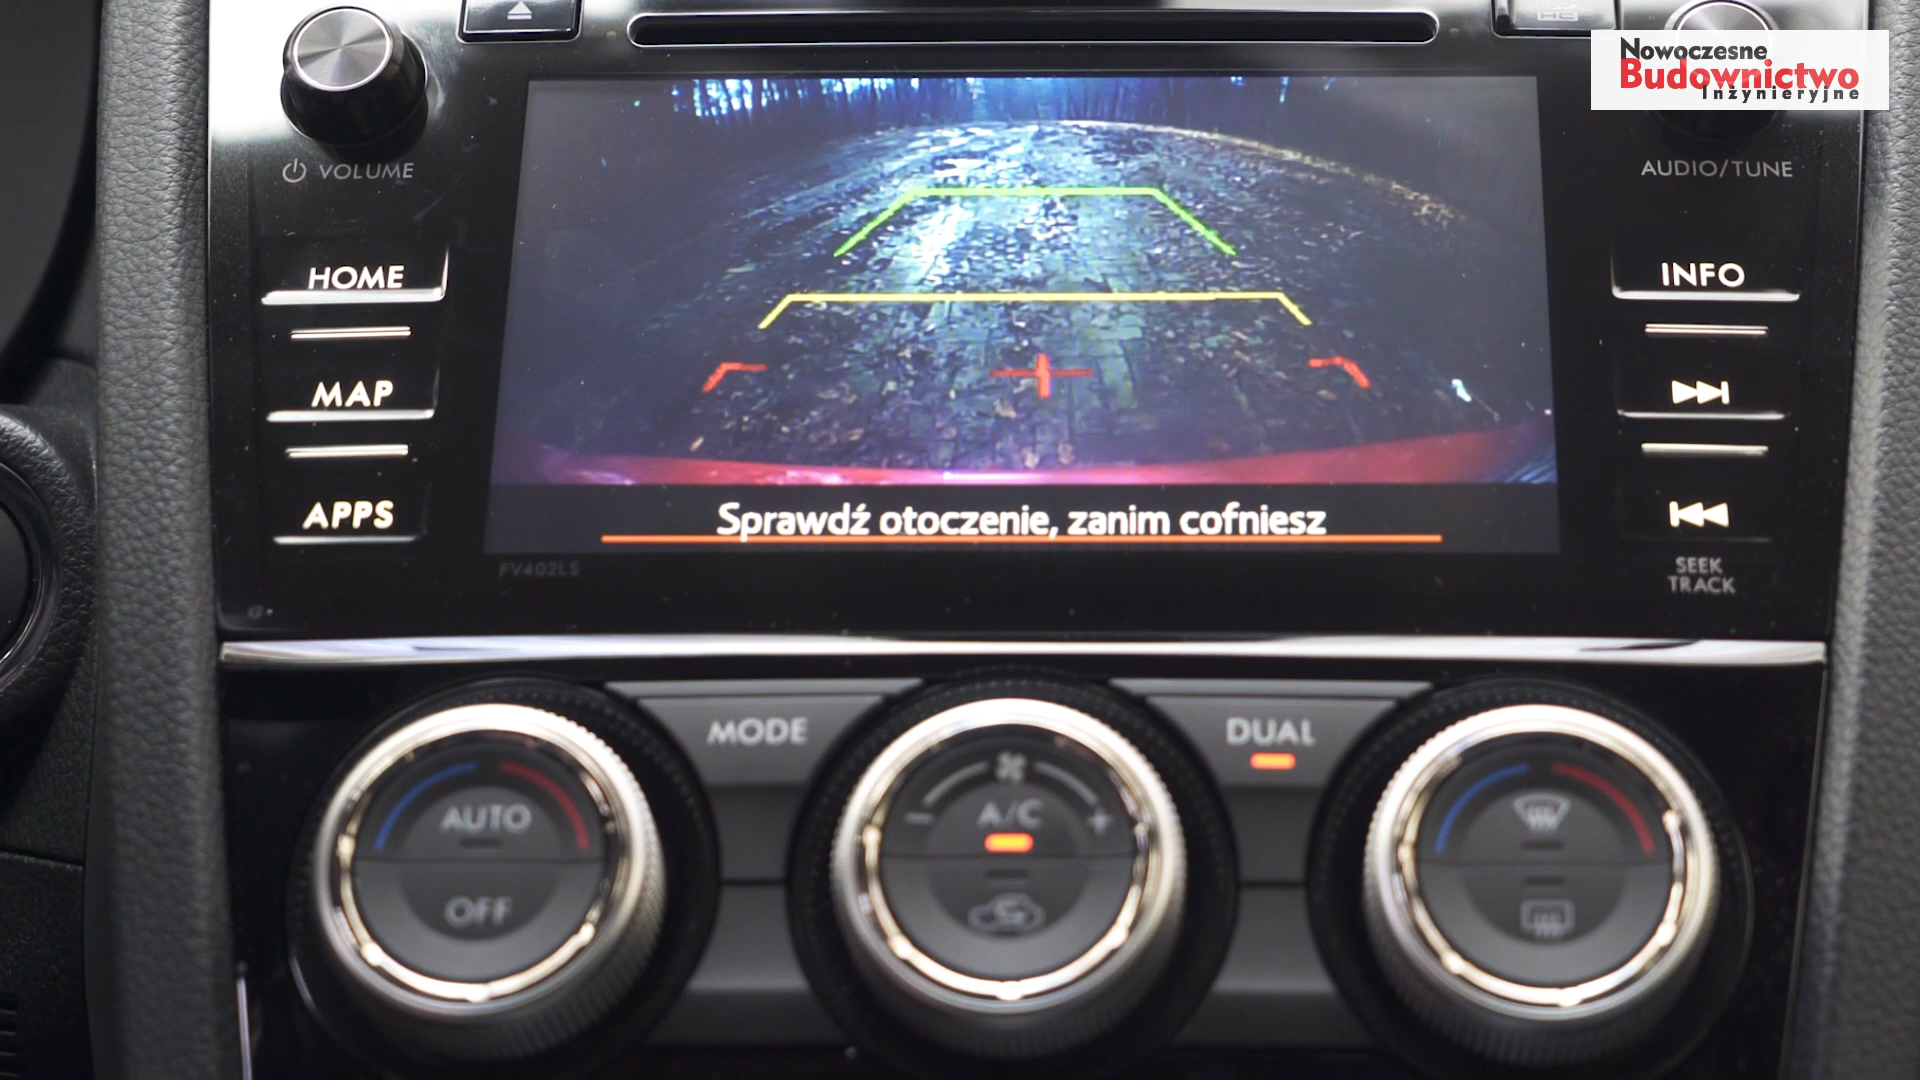 Nowoczesne
Budownictwo
Inżynieryjne
VOLUME
AUDIO/TUNE
HOME
INFO
MAP
APPS
Sprawdź otoczenie, zanim cofniesz
FV402LS
SEEK
TRACK
MODE
DUAL
AUTO
A/C
OFF